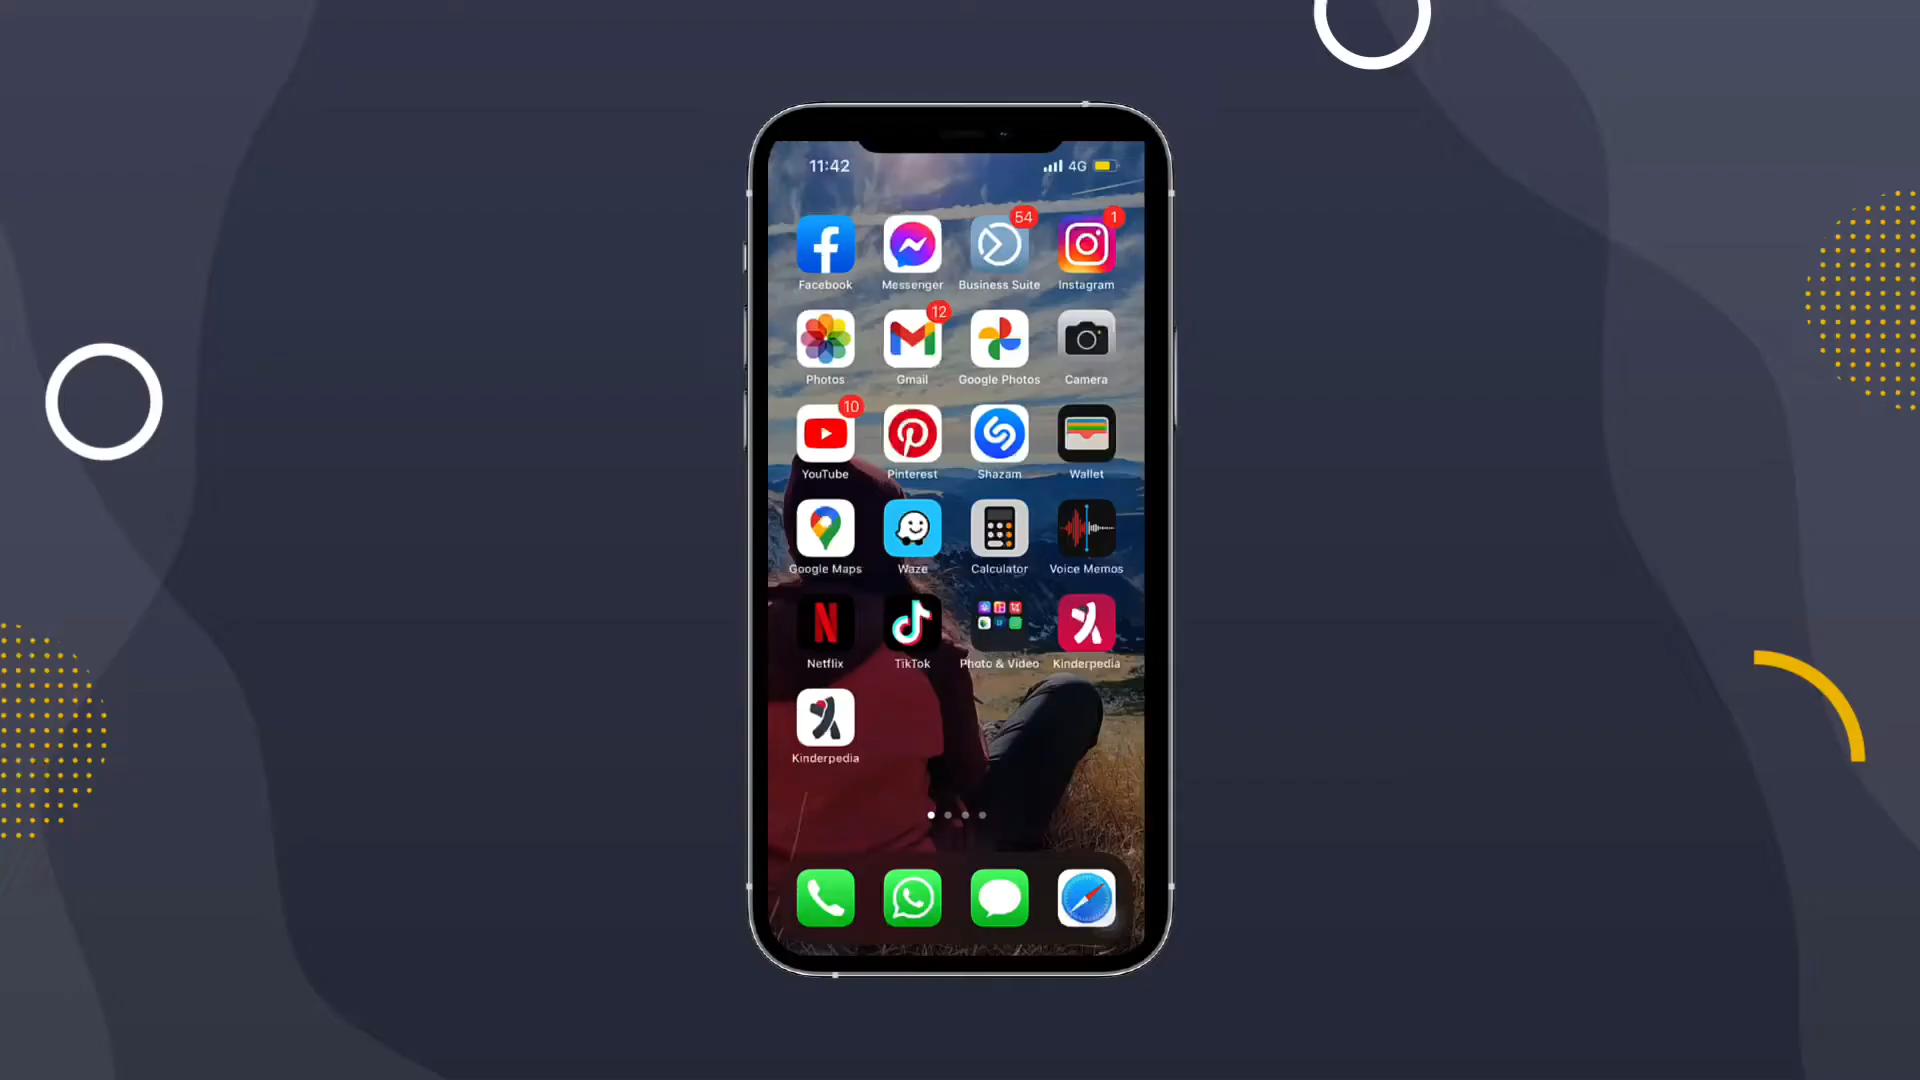 11:42 4G
54 1
Facebook Messenger Business Suite Instagram
12
Photos Gmail Google Photos Camera
10
YouTube Pinterest Shazam Wallet
Google Maps Waze Calculator Voice Memos
Netflix TikTok Photo & Video Kinderpedia
Kinderpedia